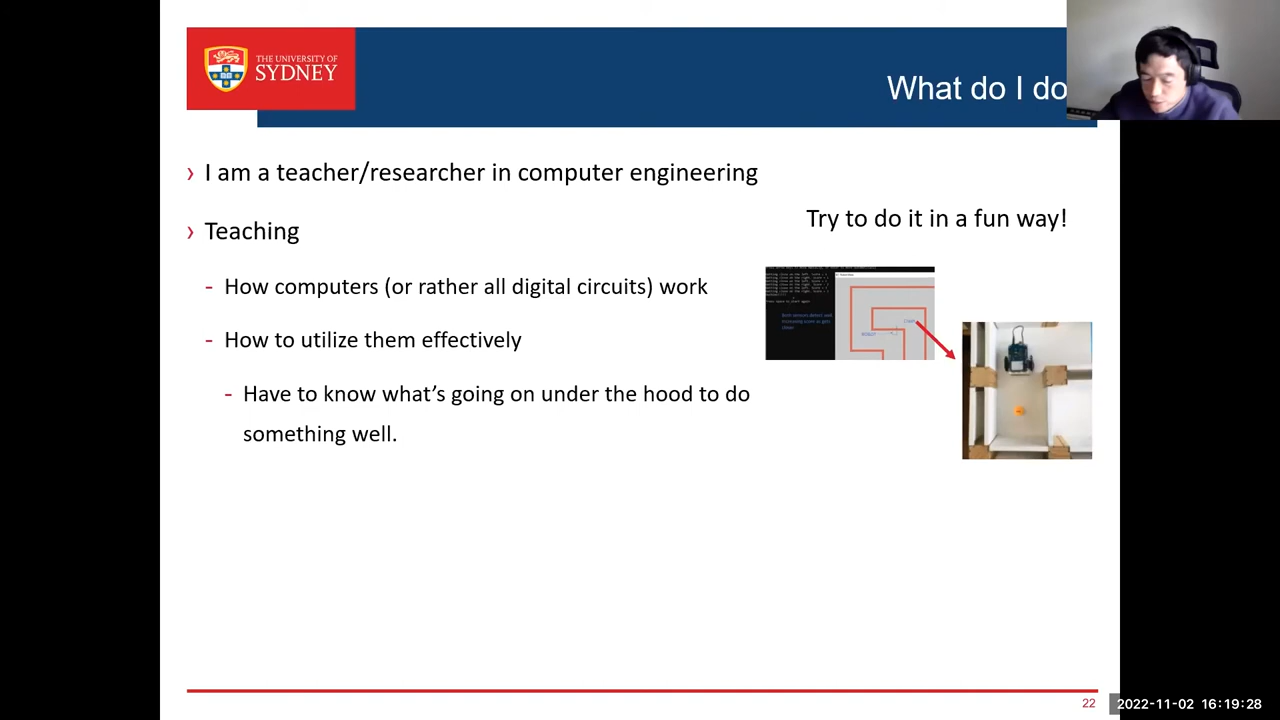 THE UNIVERSITY OF
SYDNEY
What do I do
› I am a teacher/researcher in computer engineering
Try to do it in a fun way!
› Teaching
- How computers (or rather all digital circuits) work
- How to utilize them effectively
- Have to know what’s going on under the hood to do
something well.
22
2022-11-02 16:19:28